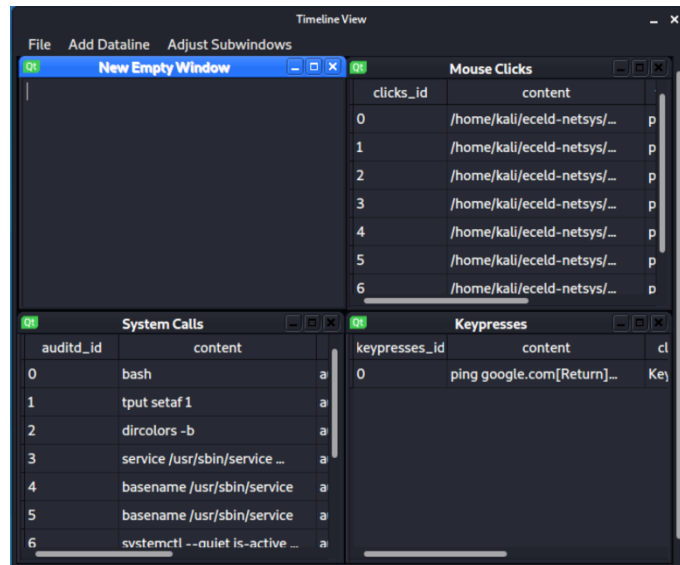 Timeline View
File Add Dataline Adjust Subwindows
Qt New Empty Window
Qt Mouse Clicks
clicks_id content
0 /home/kali/eceld-netsys/... p
1 /home/kali/eceld-netsys/... p
2 /home/kali/eceld-netsys/... p
3 /home/kali/eceld-netsys/... p
4 /home/kali/eceld-netsys/... p
5 /home/kali/eceld-netsys/... p
6 /home/kali/eceld-netsys/... p
Qt System Calls
auditd_id content
0 bash a
1 tput setaf 1 a
2 dircolors -b a
3 service /usr/sbin/service ... a
4 basename /usr/sbin/service a
5 basename /usr/sbin/service a
6 systemctl --quiet is-active ... a
Qt Keypresses
keypresses_id content cl
0 ping google.com[Return]... Key